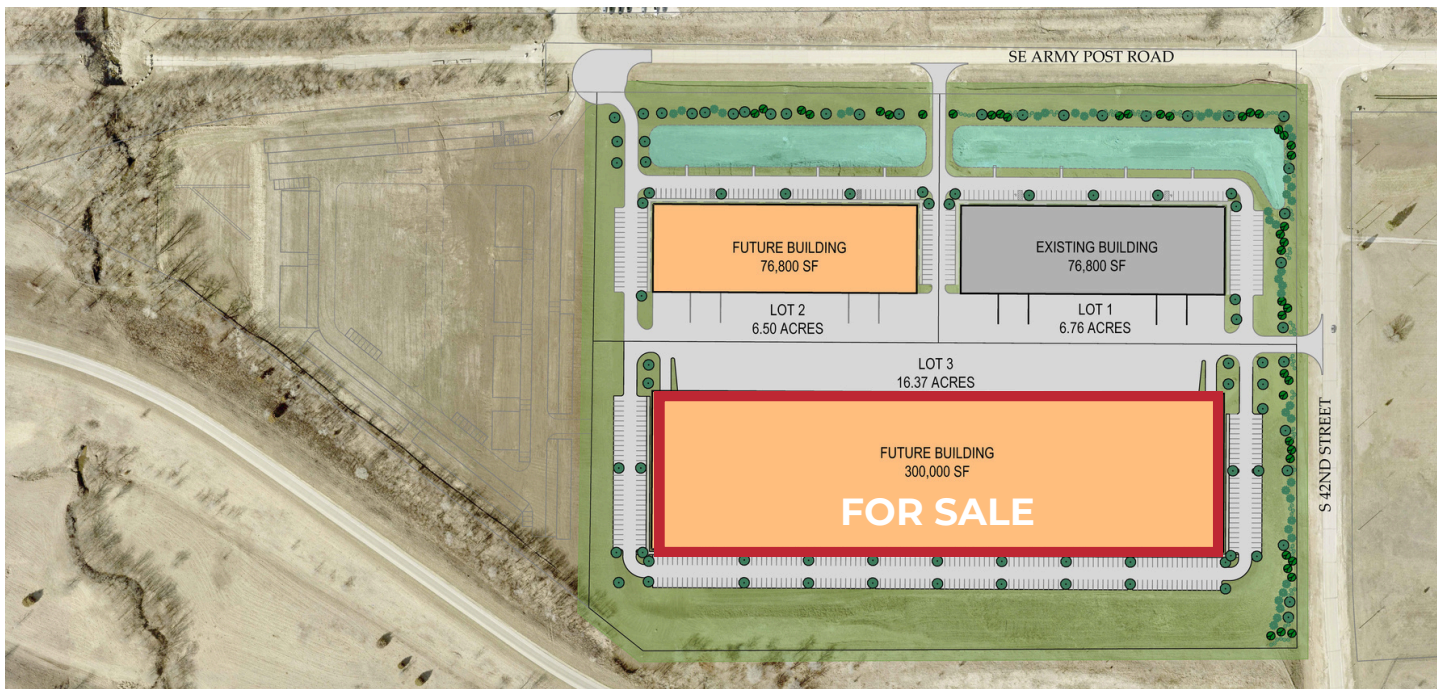 SE ARMY POST ROAD
FUTURE BUILDING
76,800 SF
EXISTING BUILDING
76,800 SF
LOT 2
6.50 ACRES
LOT 1
6.76 ACRES
LOT 3
16.37 ACRES
FUTURE BUILDING
300,000 SF
FOR SALE
S 42ND STREET